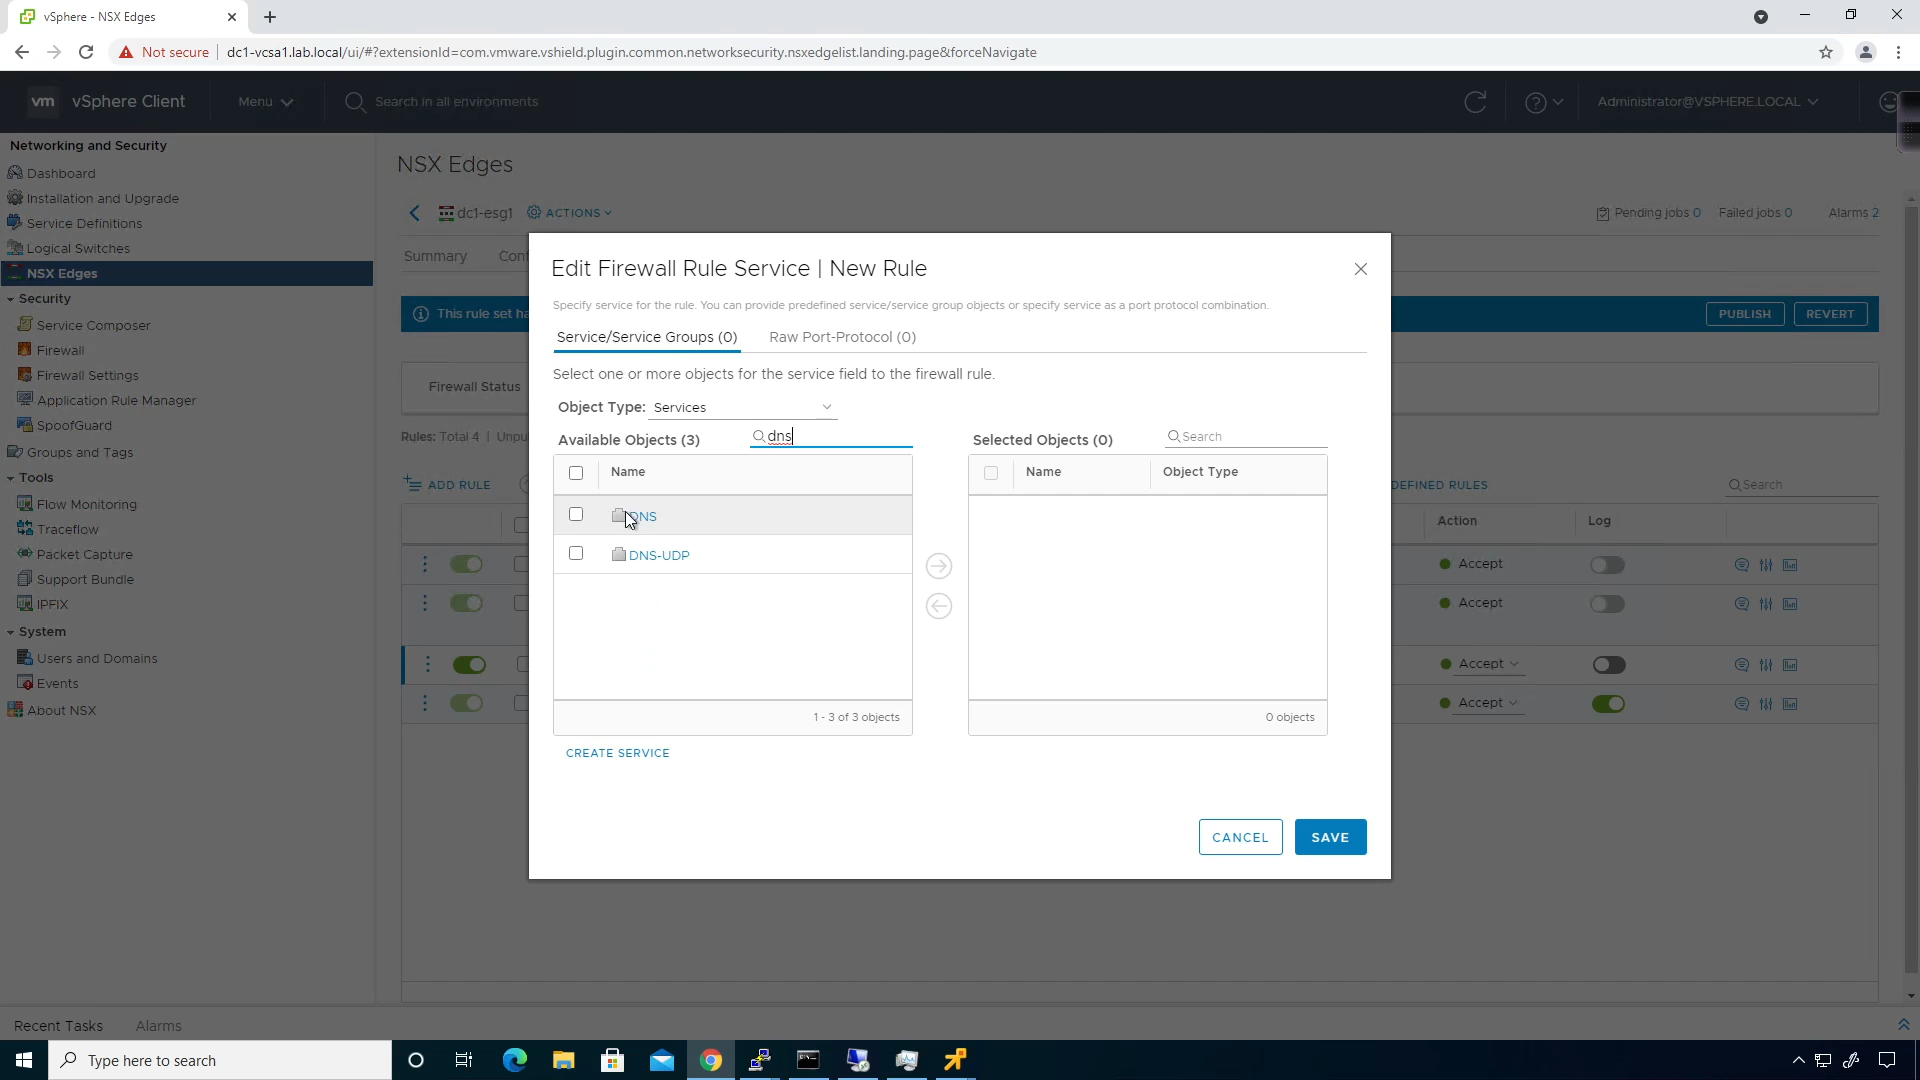 vSphere - NSX Edges
Not secure
dc1-vcsa1.lab.local/ui/#?extensionId=com.vmware.vshield.plugin.common.networksecurity.nsxedgelist.landing.page&forceNavigate
vm
vSphere Client
Menu
Search in all environments
Administrator@VSPHERE.LOCAL
Networking and Security
Dashboard
Installation and Upgrade
Service Definitions
Logical Switches
NSX Edges
Security
Service Composer
Firewall
Firewall Settings
Application Rule Manager
SpoofGuard
Groups and Tags
Tools
Flow Monitoring
Traceflow
Packet Capture
Support Bundle
IPFIX
System
Users and Domains
Events
About NSX
NSX Edges
dc1-esg1
ACTIONS
Pending jobs 0
Failed jobs 0
Alarms 2
Summary
Conf
This rule set ha
PUBLISH
REVERT
Firewall Status
Rules: Total 4 | Unpu
ADD RULE
DEFINED RULES
Search
Action
Log
Accept
Accept
Accept
Accept
Edit Firewall Rule Service | New Rule
Specify service for the rule. You can provide predefined service/service group objects or specify service as a port protocol combination.
Service/Service Groups (0)
Raw Port-Protocol (0)
Select one or more objects for the service field to the firewall rule.
Object Type: Services
Available Objects (3)
dns
Name
DNS
DNS-UDP
1 - 3 of 3 objects
CREATE SERVICE
Selected Objects (0)
Search
Name
Object Type
0 objects
CANCEL
SAVE
Recent Tasks
Alarms
Type here to search